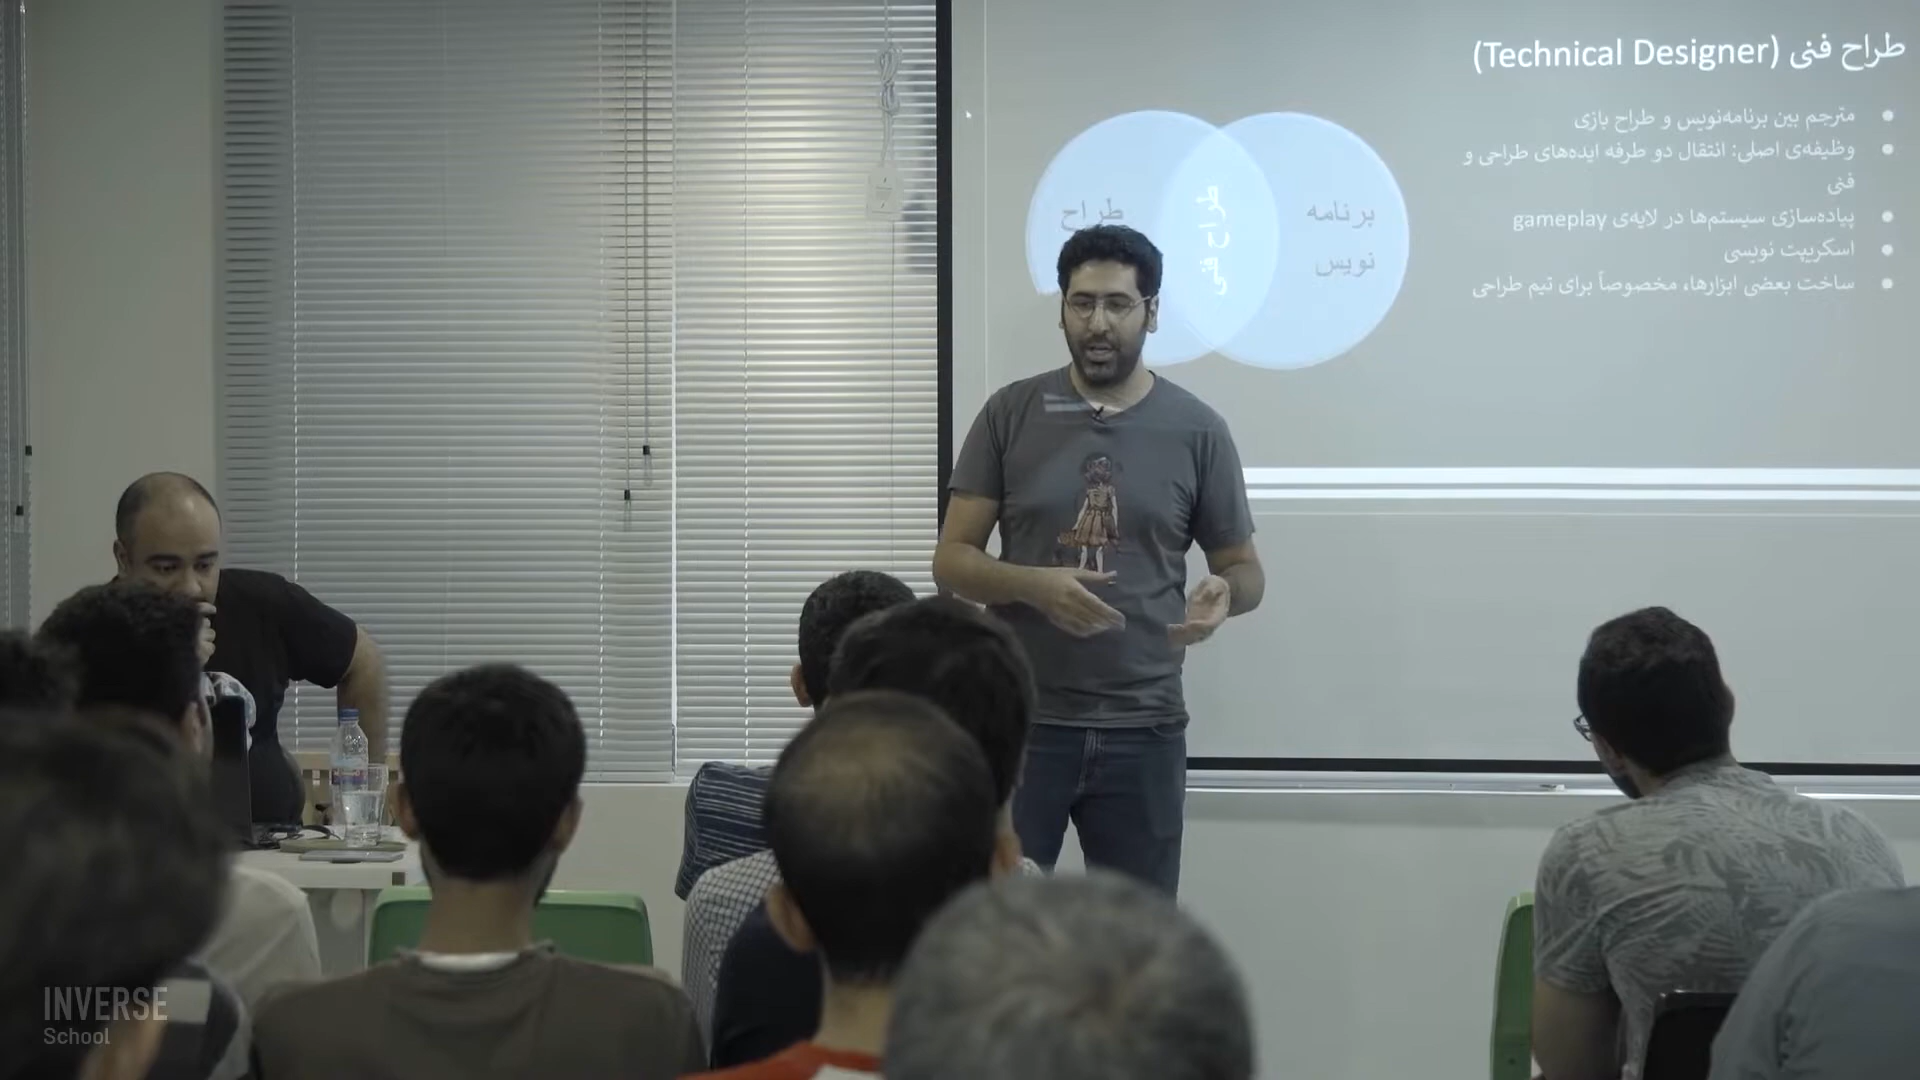 طراح فنی (Technical Designer)
مترجم بین برنامه‌نویس و طراح بازی
وظیفه‌ی اصلی: انتقال دو طرفه ایده‌های طراحی و
فنی
پیاده‌سازی سیستم‌ها در لایه‌ی gameplay
اسکریپت نویسی
ساخت بعضی ابزارها، مخصوصاً برای تیم طراحی
برنامه
نویس
طراح فنی
طراح
INVERSE
School